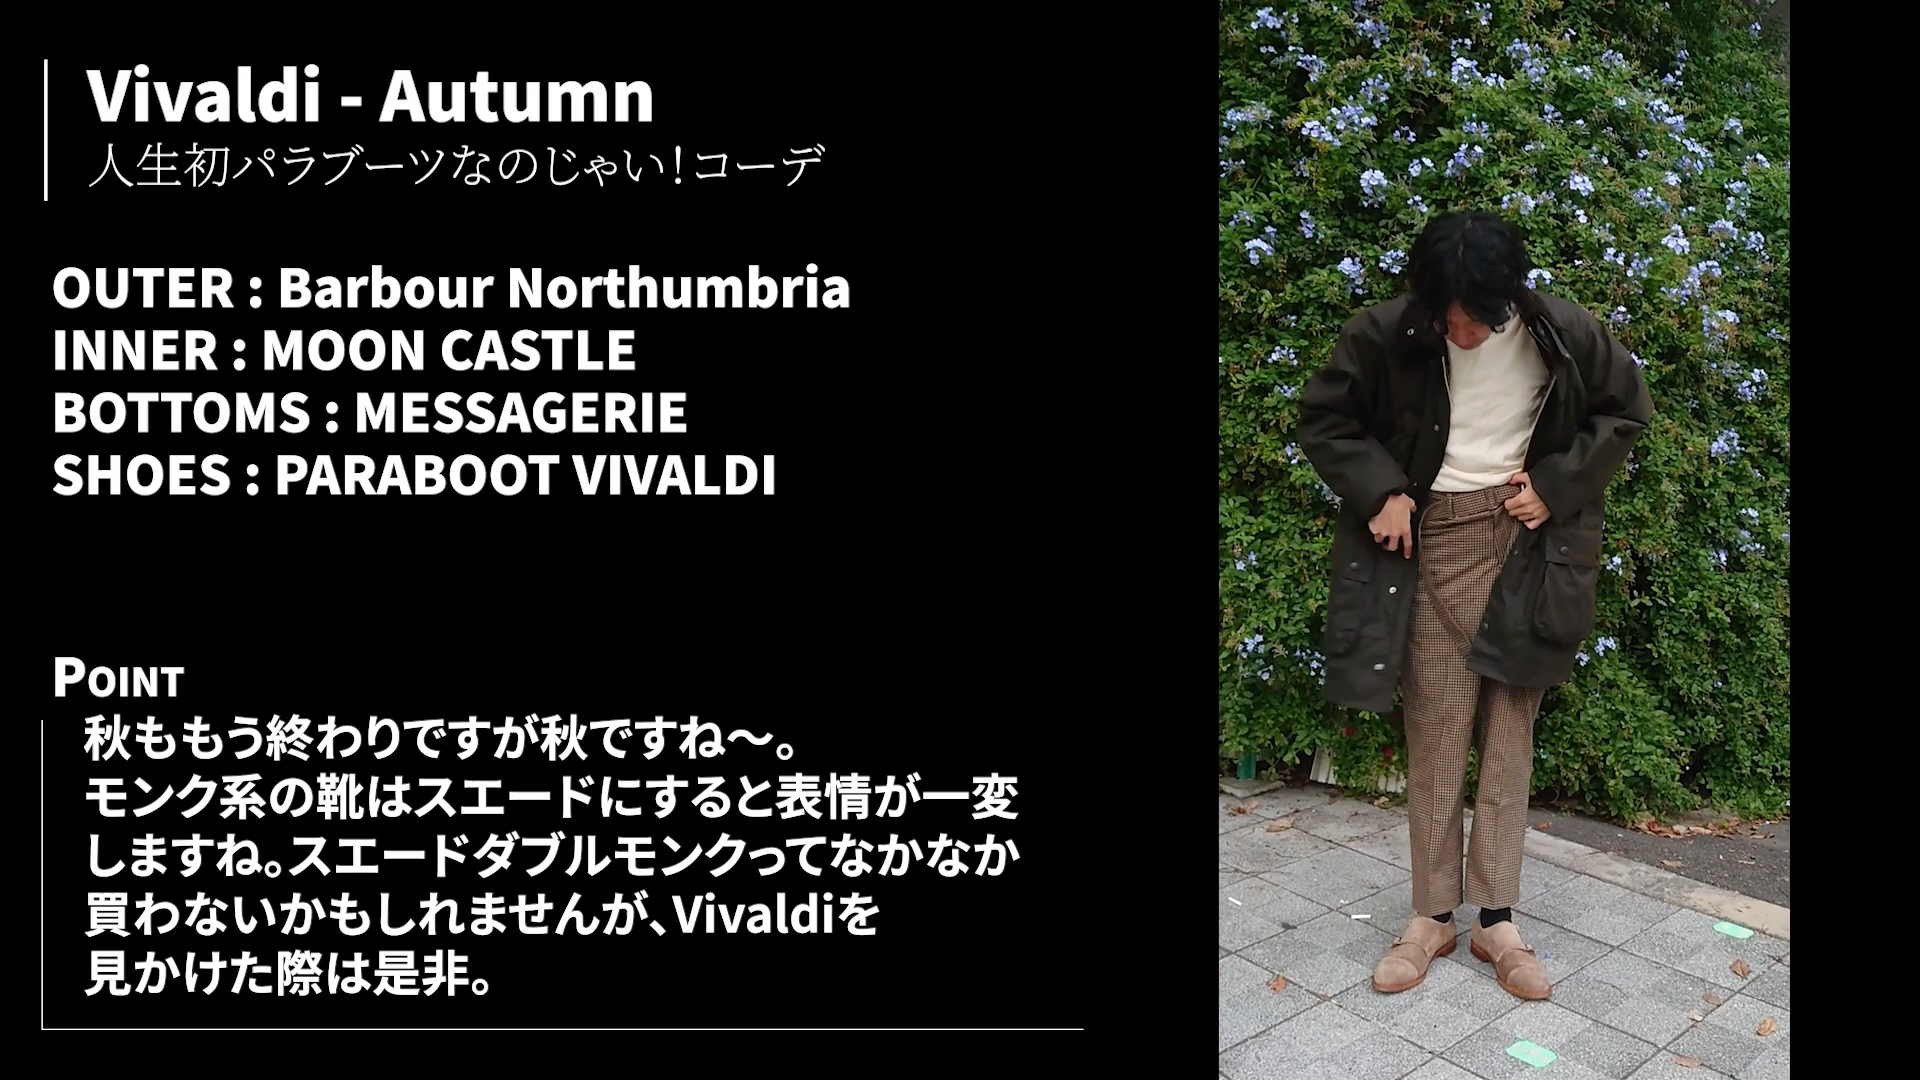 Vivaldi - Autumn
人生初パラブーツなのじゃい！コーデ
OUTER : Barbour Northumbria
INNER : MOON CASTLE
BOTTOMS : MESSAGERIE
SHOES : PARABOOT VIVALDI
POINT
秋ももう終わりですが秋ですね〜。
モンク系の靴はスエードにすると表情が一変
しますね。スエードダブルモンクってなかなか
買わないかもしれませんが、Vivaldiを
見かけた際は是非。